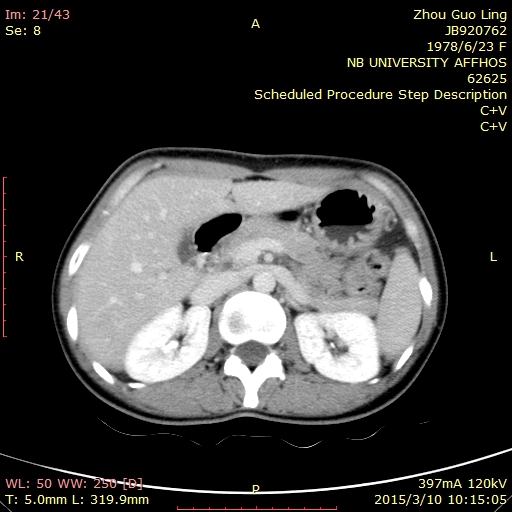 Im: 21/43
Se: 8
A
Zhou Guo Ling
JB920762
1978/6/23 F
NB UNIVERSITY AFFHOS
62625
Scheduled Procedure Step Description
C+V
C+V
R
L
WL: 50 WW: 250 [D]
T: 5.0mm L: 319.9mm
P
397mA 120kV
2015/3/10 10:15:05